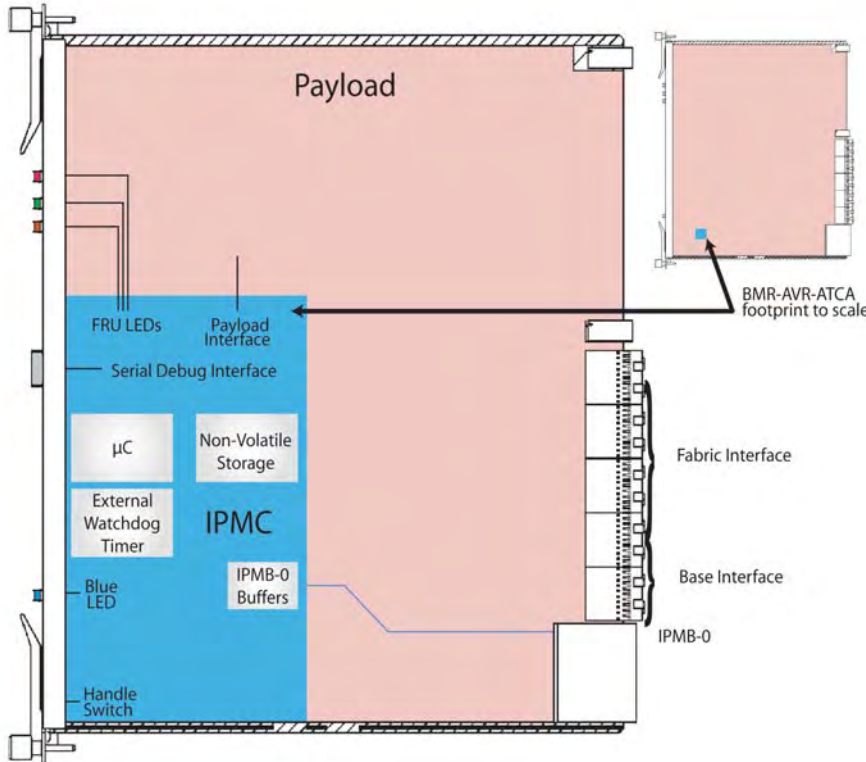 Payload
BMR-AVR-ATCA
footprint to scale
FRU LEDs
Payload
Interface
Serial Debug Interface
µC
Non-Volatile
Storage
External
Watchdog
Timer
IPMC
IPMB-0
Buffers
Blue
LED
Handle
Switch
Fabric Interface
Base Interface
IPMB-0